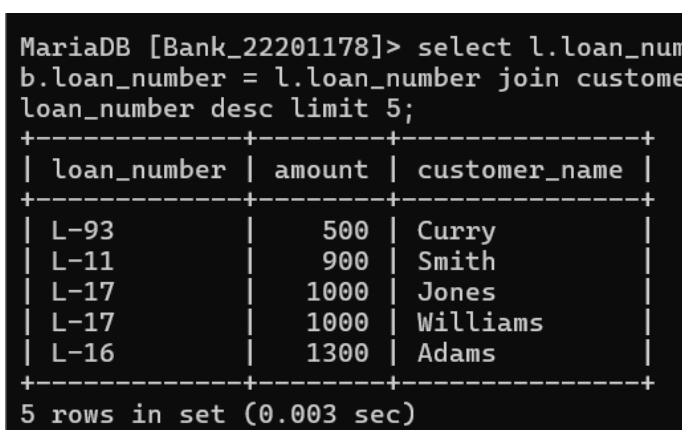 MariaDB [Bank_22201178]> select l.loan_num
b.loan_number = l.loan_number join custome
loan_number desc limit 5;
+-------------+--------+---------------+
| loan_number | amount | customer_name |
+-------------+--------+---------------+
| L-93        |    500 | Curry         |
| L-11        |    900 | Smith         |
| L-17        |   1000 | Jones         |
| L-17        |   1000 | Williams      |
| L-16        |   1300 | Adams         |
+-------------+--------+---------------+
5 rows in set (0.003 sec)